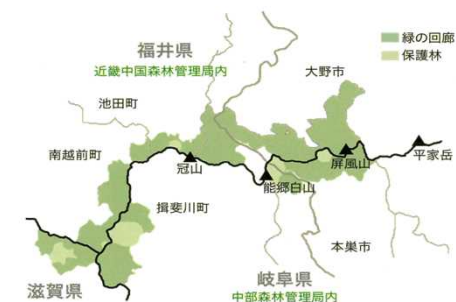 緑の回廊
保護林
福井県
近畿中国森林管理局内
大野市
池田町
南越前町
冠山
能郷白山
屏風山
平家岳
揖斐川町
本巣市
岐阜県
中部森林管理局内
滋賀県